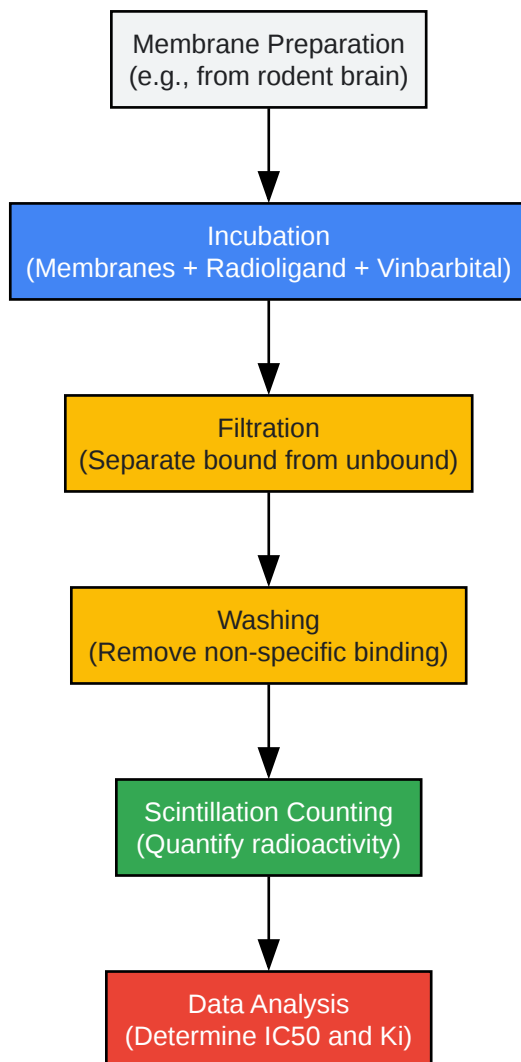 Membrane Preparation
(e.g., from rodent brain)
Incubation
(Membranes + Radioligand + Vinbarbital)
Filtration
(Separate bound from unbound)
Washing
(Remove non-specific binding)
Scintillation Counting
(Quantify radioactivity)
Data Analysis
(Determine IC50 and Ki)